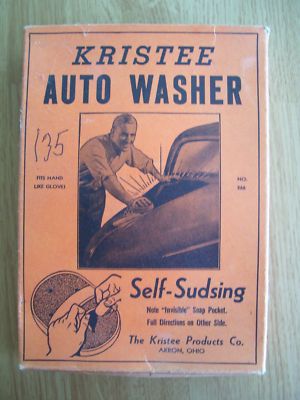 KRISTEE
AUTO WASHER
135
FITS HAND
LIKE GLOVE!
NO.
Self-Sudsing
Note "Invisible" Soap Pocket.
Full Directions on Other Side.
The Kristee Products Co.
AKRON, OHIO